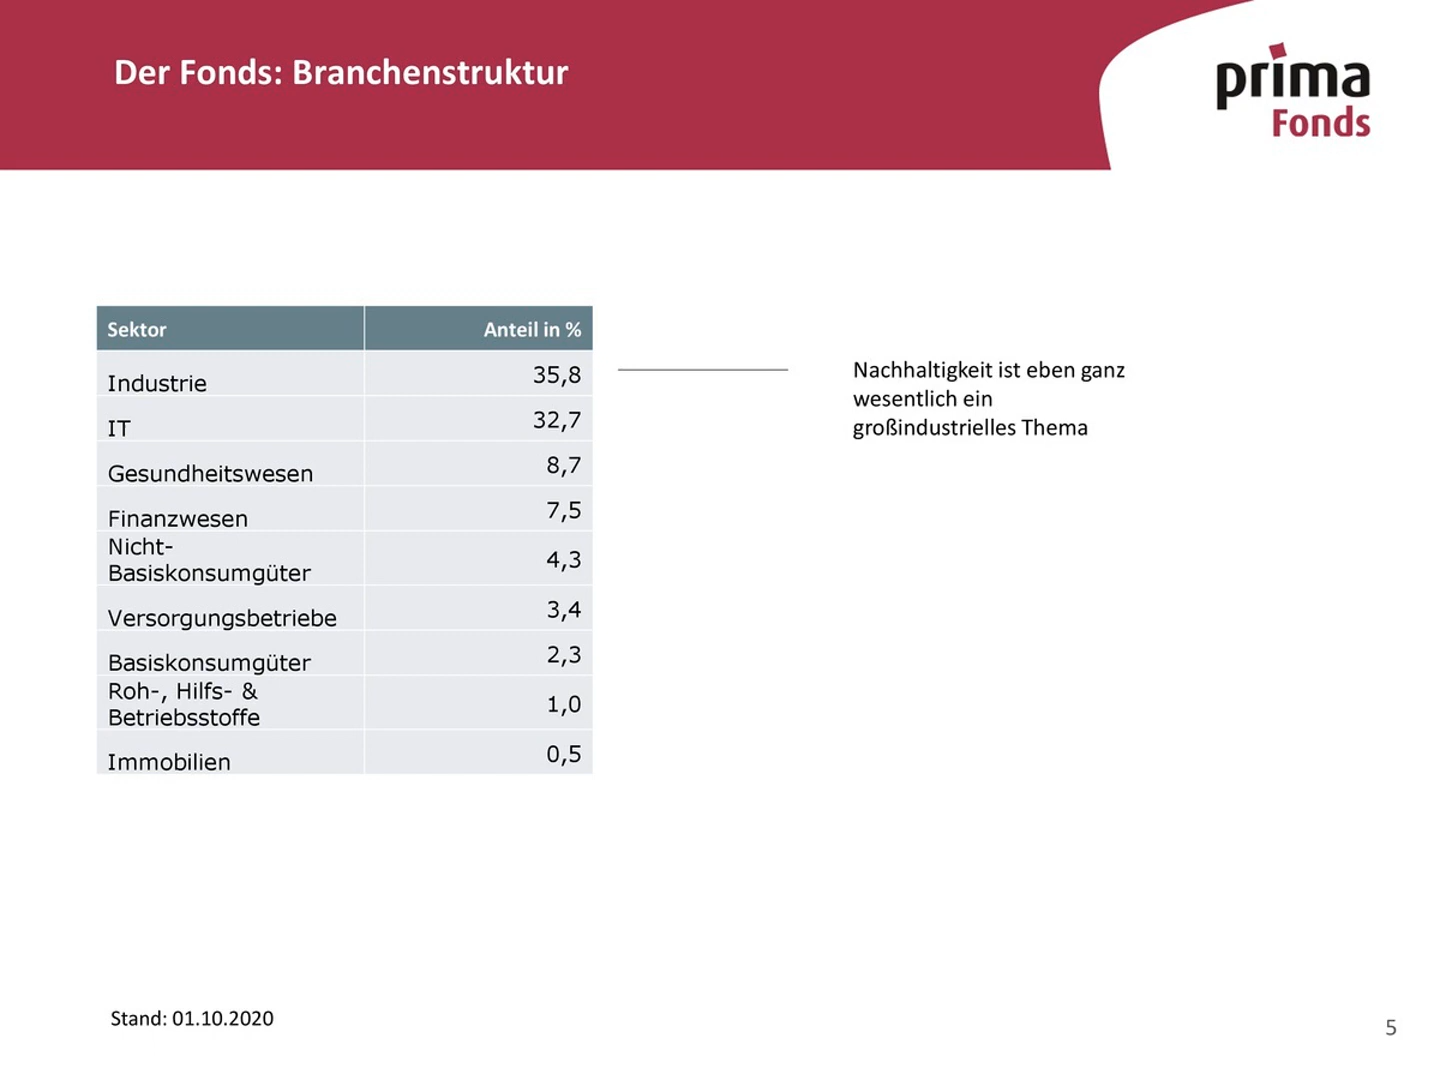 Der Fonds: Branchenstruktur
prima
Fonds
Sektor Anteil in %
Industrie 35,8
IT 32,7
Gesundheitswesen 8,7
Finanzwesen 7,5
Nicht-
Basiskonsumgüter 4,3
Versorgungsbetriebe 3,4
Basiskonsumgüter 2,3
Roh-, Hilfs- &
Betriebsstoffe 1,0
Immobilien 0,5
Nachhaltigkeit ist eben ganz
wesentlich ein
großindustrielles Thema
Stand: 01.10.2020
5